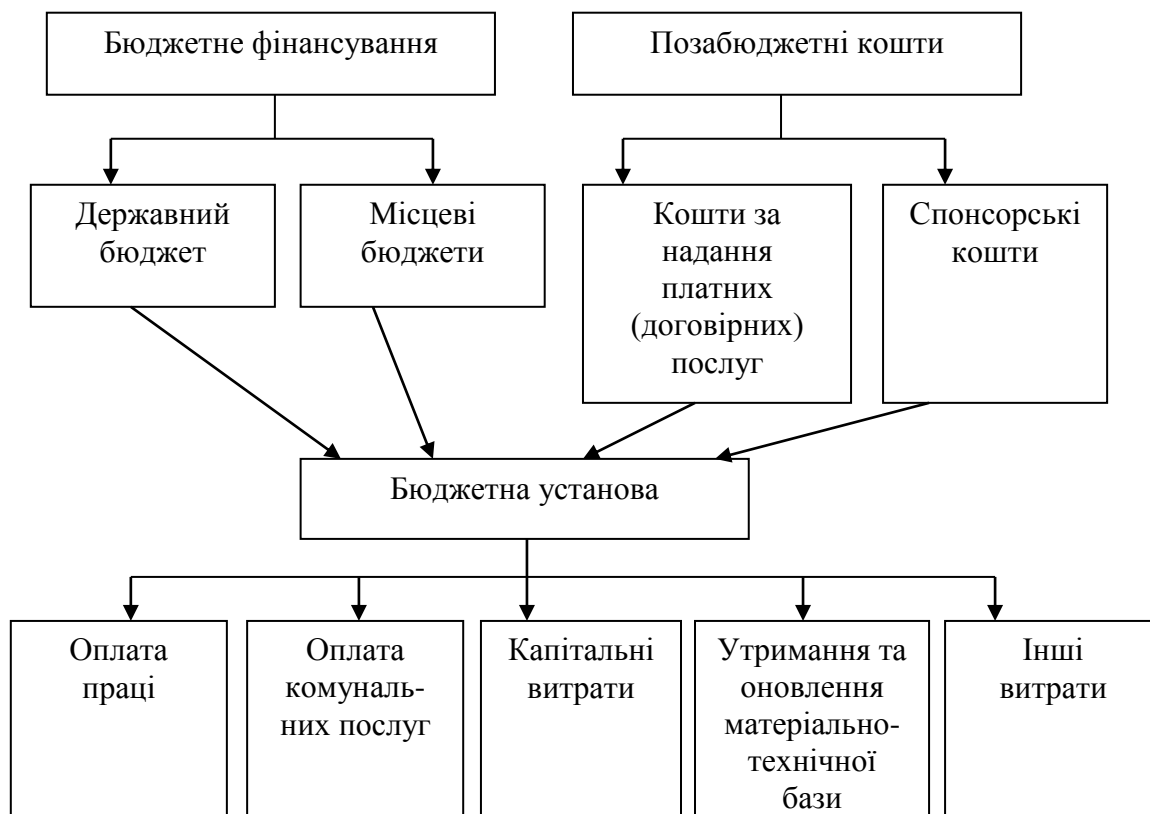 Бюджетне фінансування
Позабюджетні кошти
Державний
бюджет
Місцеві
бюджети
Кошти за
надання
платних
(договірних)
послуг
Спонсорські
кошти
Бюджетна установа
Оплата
праці
Оплата
комуналь-
них послуг
Капітальні
витрати
Утримання та
оновлення
матеріально-
технічної
бази
Інші
витрати